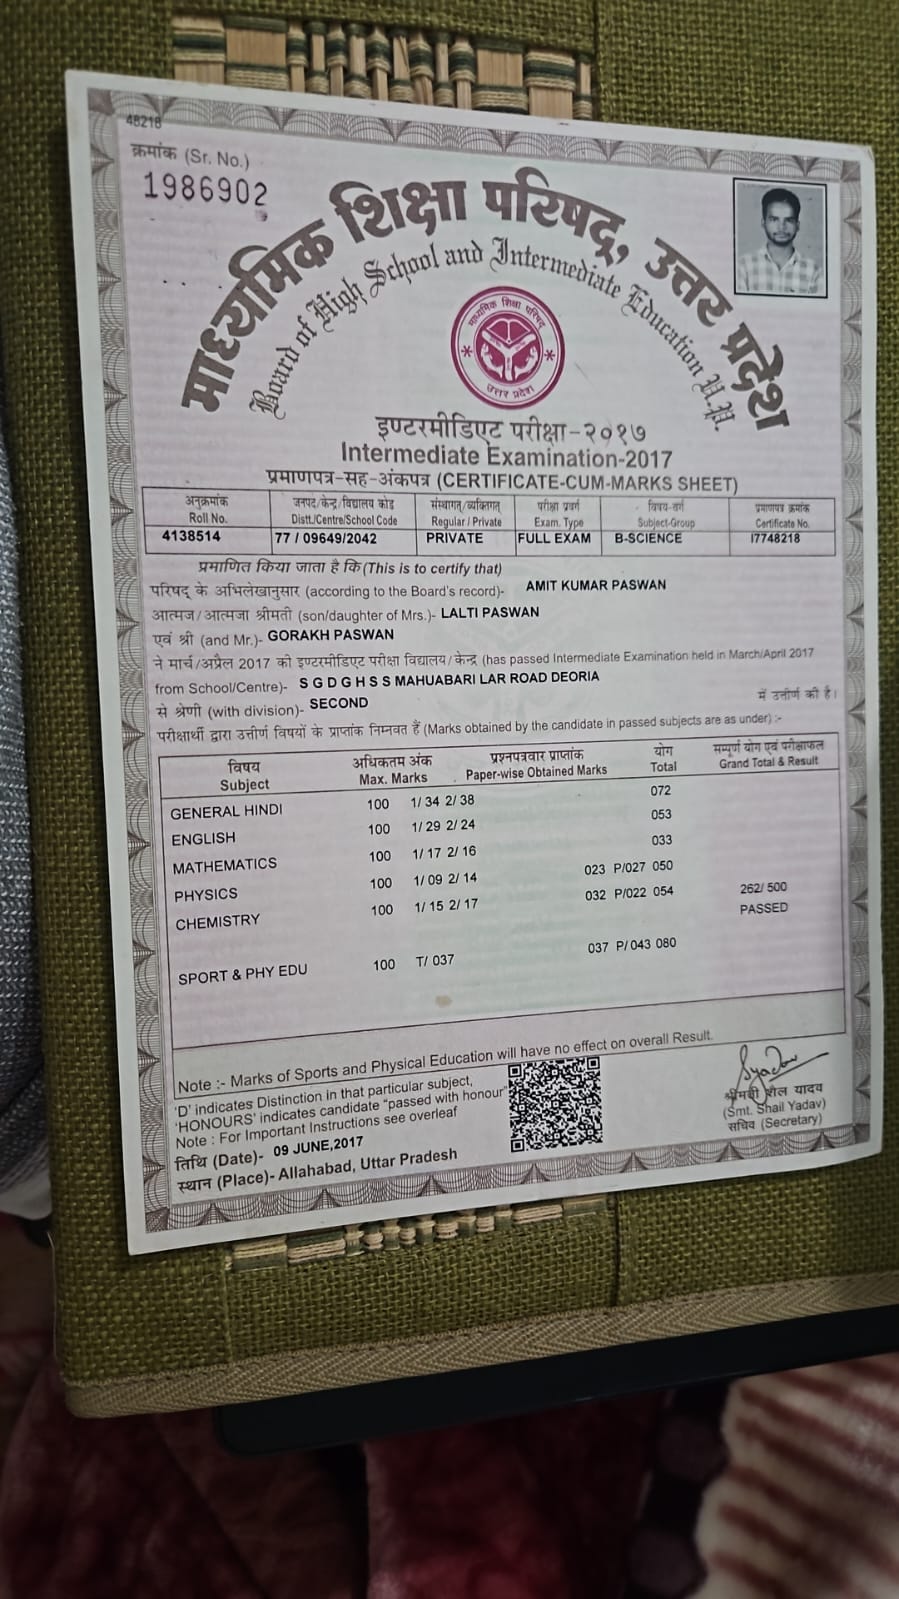 48218
क्रमांक (Sr. No.)
1986902
माध्यमिक शिक्षा परिषद्, उत्तर प्रदेश
Board of High School and Intermediate Education U.P.
माध्यमिक शिक्षा परिषद
उत्तर प्रदेश
इण्टरमीडिएट परीक्षा-२०१७
Intermediate Examination-2017
प्रमाणपत्र-सह-अंकपत्र (CERTIFICATE-CUM-MARKS SHEET)
अनुक्रमांक जनपद/केन्द्र/विद्यालय कोड संस्थागत्/व्यक्तिगत् परीक्षा प्रवर्ग विषय-वर्ग प्रमाणपत्र क्रमांक
Roll No. Distt./Centre/School Code Regular / Private Exam. Type Subject-Group Certificate No.
4138514 77 / 09649/2042 PRIVATE FULL EXAM B-SCIENCE I7748218
प्रमाणित किया जाता है कि (This is to certify that)
परिषद् के अभिलेखानुसार (according to the Board's record)- AMIT KUMAR PASWAN
आत्मज/आत्मजा श्रीमती (son/daughter of Mrs.)- LALTI PASWAN
एवं श्री (and Mr.)- GORAKH PASWAN
ने मार्च/अप्रैल 2017 की इण्टरमीडिएट परीक्षा विद्यालय/केन्द्र (has passed Intermediate Examination held in March/April 2017
from School/Centre)- S G D G H S S MAHUABARI LAR ROAD DEORIA
से श्रेणी (with division)- SECOND में उत्तीर्ण की है।
परीक्षार्थी द्वारा उत्तीर्ण विषयों के प्राप्तांक निम्नवत हैं (Marks obtained by the candidate in passed subjects are as under) :-
विषय अधिकतम अंक प्रश्नपत्रवार प्राप्तांक योग सम्पूर्ण योग एवं परीक्षाफल
Subject Max. Marks Paper-wise Obtained Marks Total Grand Total & Result
GENERAL HINDI 100 1/ 34 2/ 38 072
ENGLISH 100 1/ 29 2/ 24 053
MATHEMATICS 100 1/ 17 2/ 16 033
PHYSICS 100 1/ 09 2/ 14 023 P/027 050
CHEMISTRY 100 1/ 15 2/ 17 032 P/022 054 262/ 500
PASSED
SPORT & PHY EDU 100 T/ 037 037 P/ 043 080
Note :- Marks of Sports and Physical Education will have no effect on overall Result.
'D' indicates Distinction in that particular subject,
'HONOURS' indicates candidate "passed with honour"
Note : For Important Instructions see overleaf
तिथि (Date)- 09 JUNE,2017
स्थान (Place)- Allahabad, Uttar Pradesh
Syadav
श्रीमती शैल यादव
(Smt. Shail Yadav)
सचिव (Secretary)